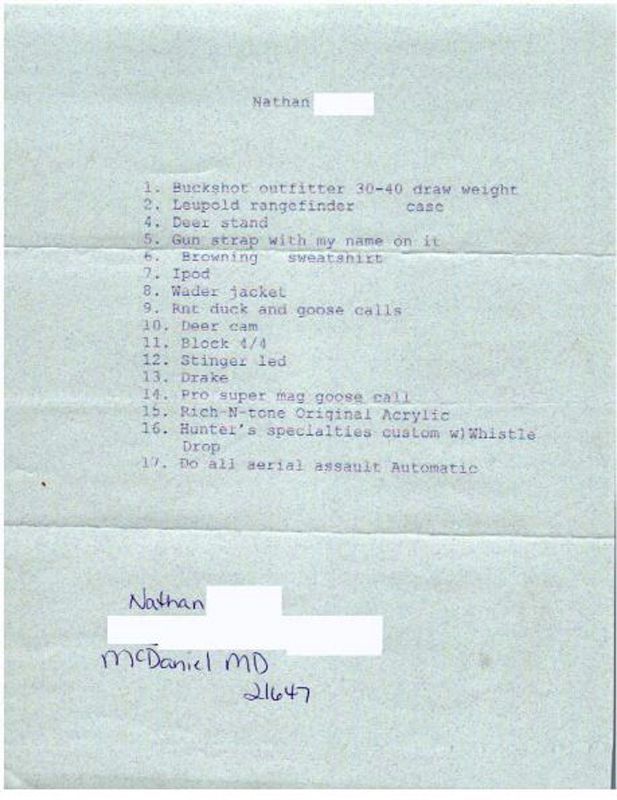 Nathan
1. Buckshot outfitter 30-40 draw weight
2. Leupold rangefinder case
4. Deer stand
5. Gun strap with my name on it
6. Browning sweatshirt
7. Ipod
8. Wader jacket
9. Rnt duck and goose calls
10. Deer cam
11. Block 4/4
12. Stinger led
13. Drake
14. Pro super mag goose call
15. Rich-N-tone Original Acrylic
16. Hunter's specialties custom w)Whistle
Drop
17. Do all aerial assault Automatic
Nathan
McDaniel MD
21647